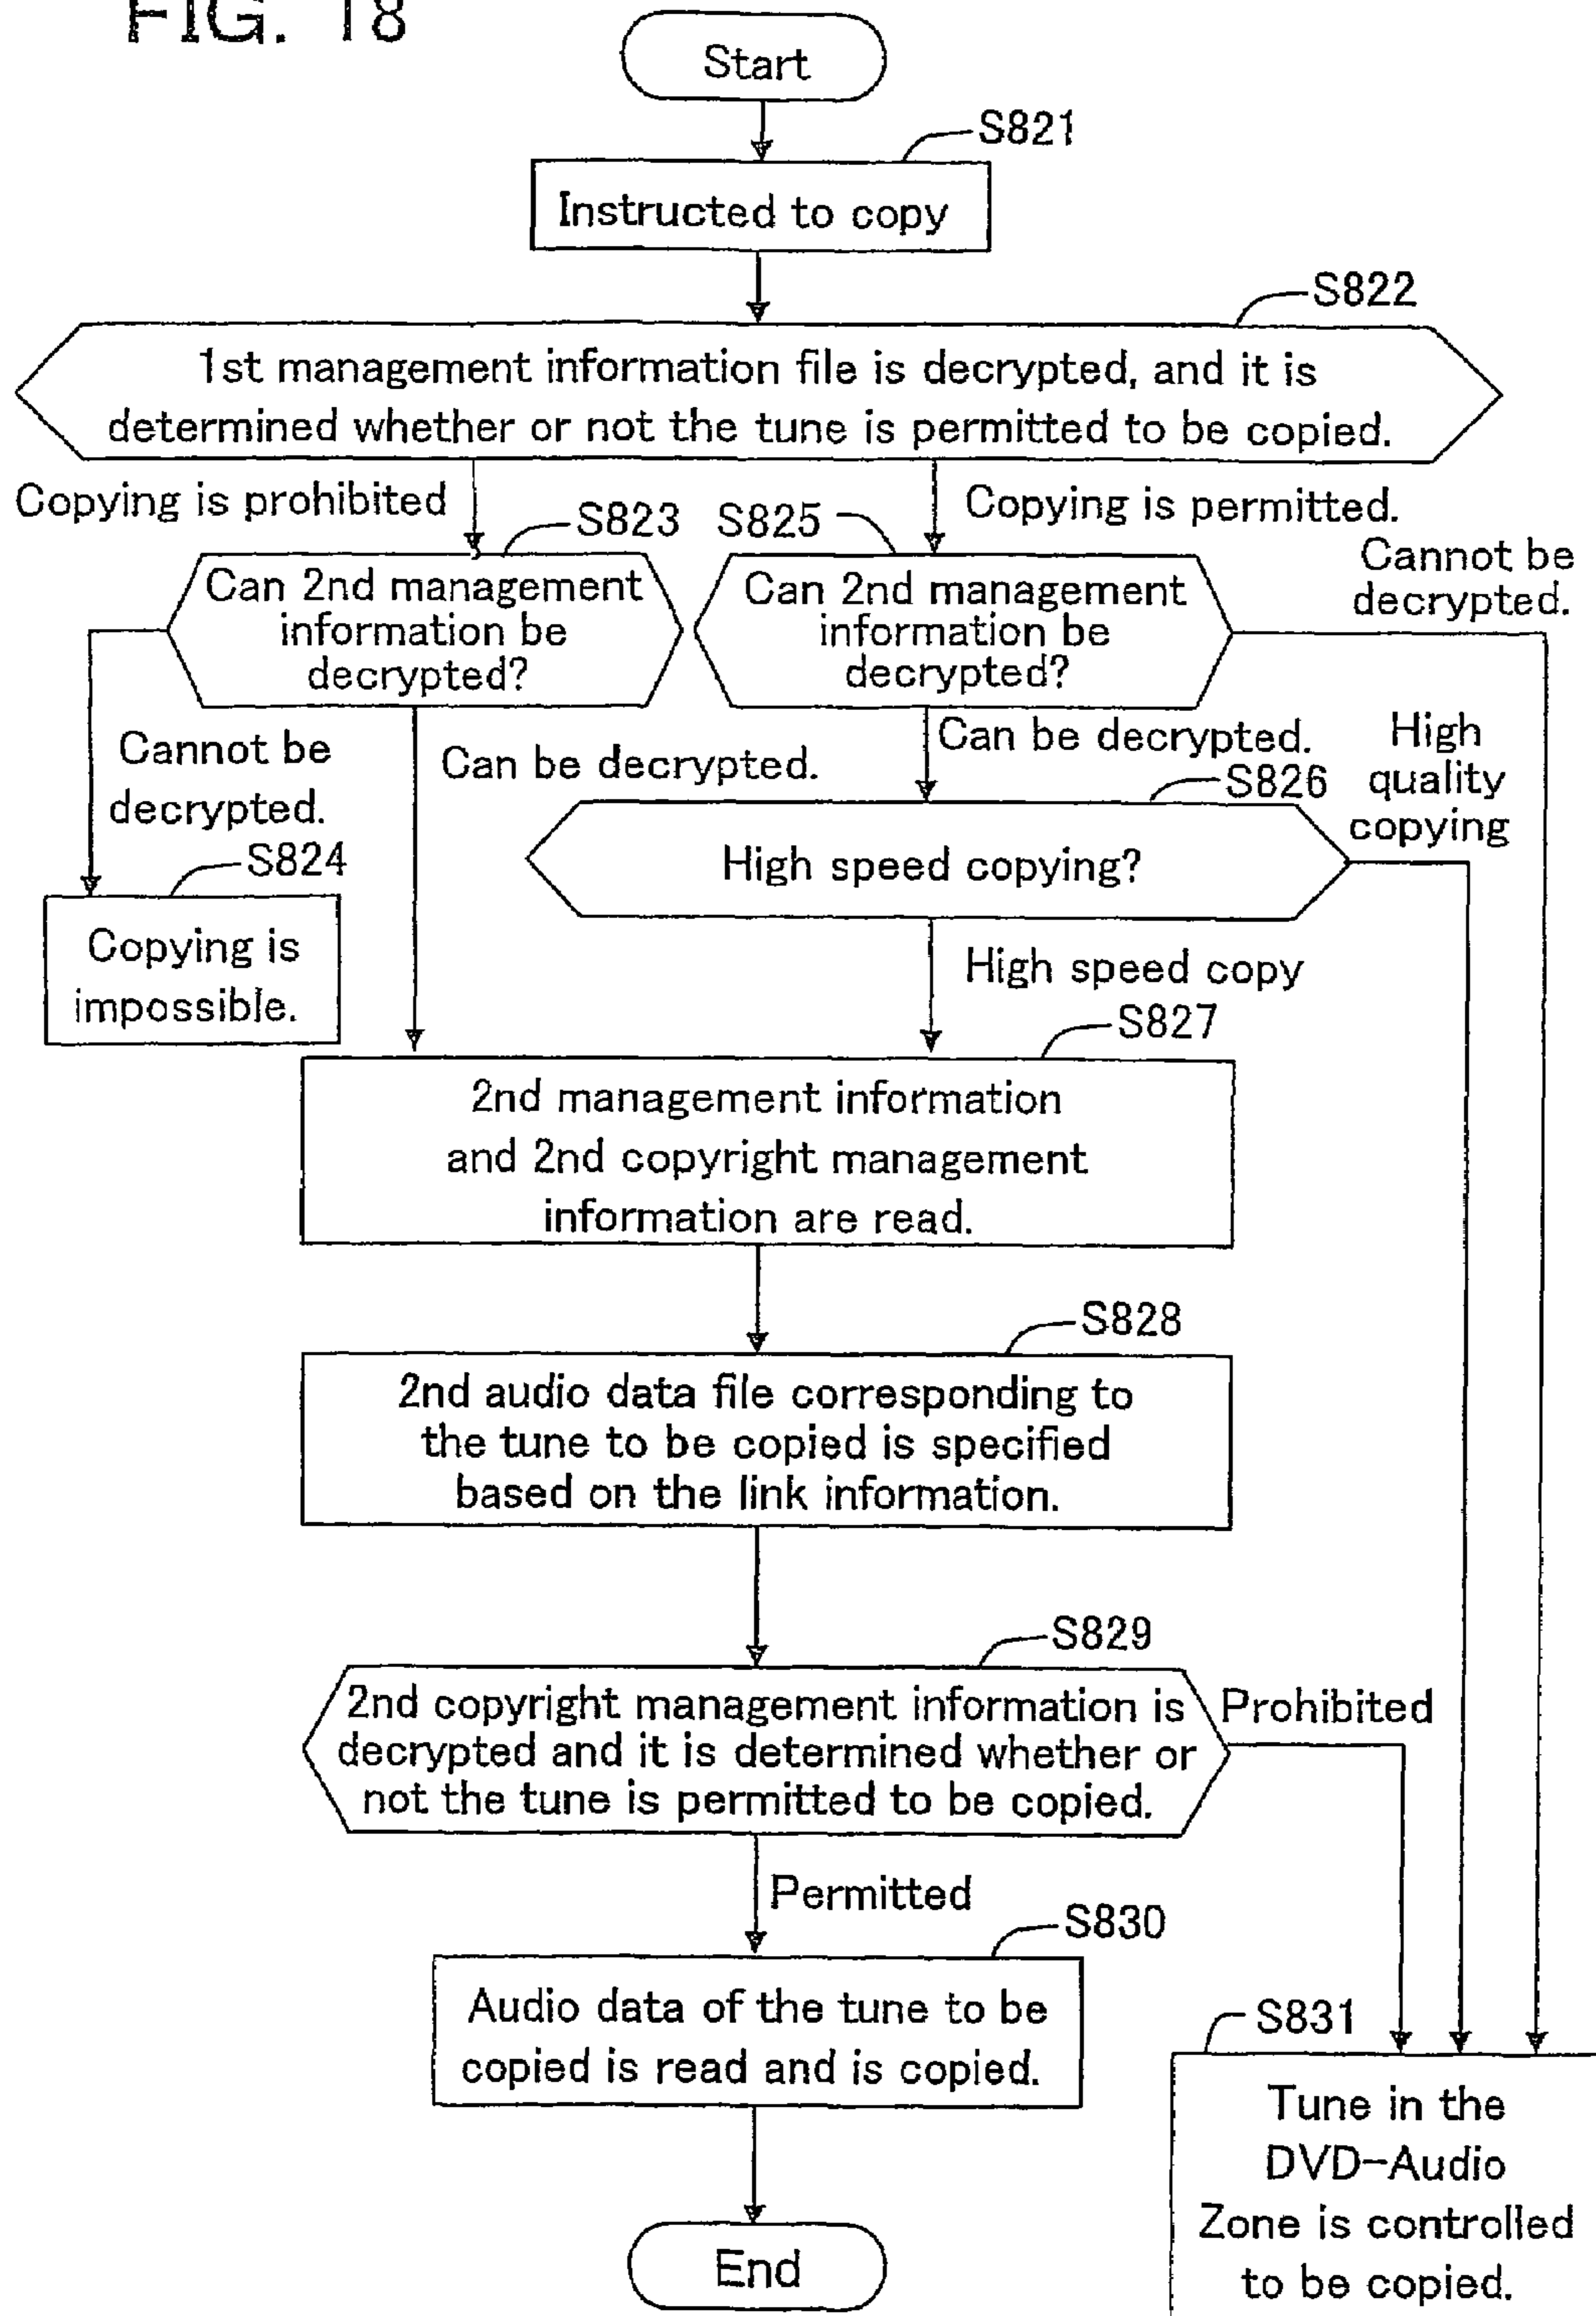 FIG. 18
Start
S821
Instructed to copy
S822
1st management information file is decrypted, and it is
determined whether or not the tune is permitted to be copied.
Copying is prohibited
S823
S825
Copying is permitted.
Can 2nd management
information be
decrypted?
Can 2nd management
information be
decrypted?
Cannot be
decrypted.
Cannot be
decrypted.
Can be decrypted.
Can be decrypted.
High
quality
copying
S826
High speed copying?
S824
Copying is
impossible.
High speed copy
S827
2nd management information
and 2nd copyright management
information are read.
S828
2nd audio data file corresponding to
the tune to be copied is specified
based on the link information.
S829
2nd copyright management information is
decrypted and it is determined whether or
not the tune is permitted to be copied.
Prohibited
Permitted
S830
Audio data of the tune to be
copied is read and is copied.
S831
Tune in the
DVD-Audio
Zone is controlled
to be copied.
End